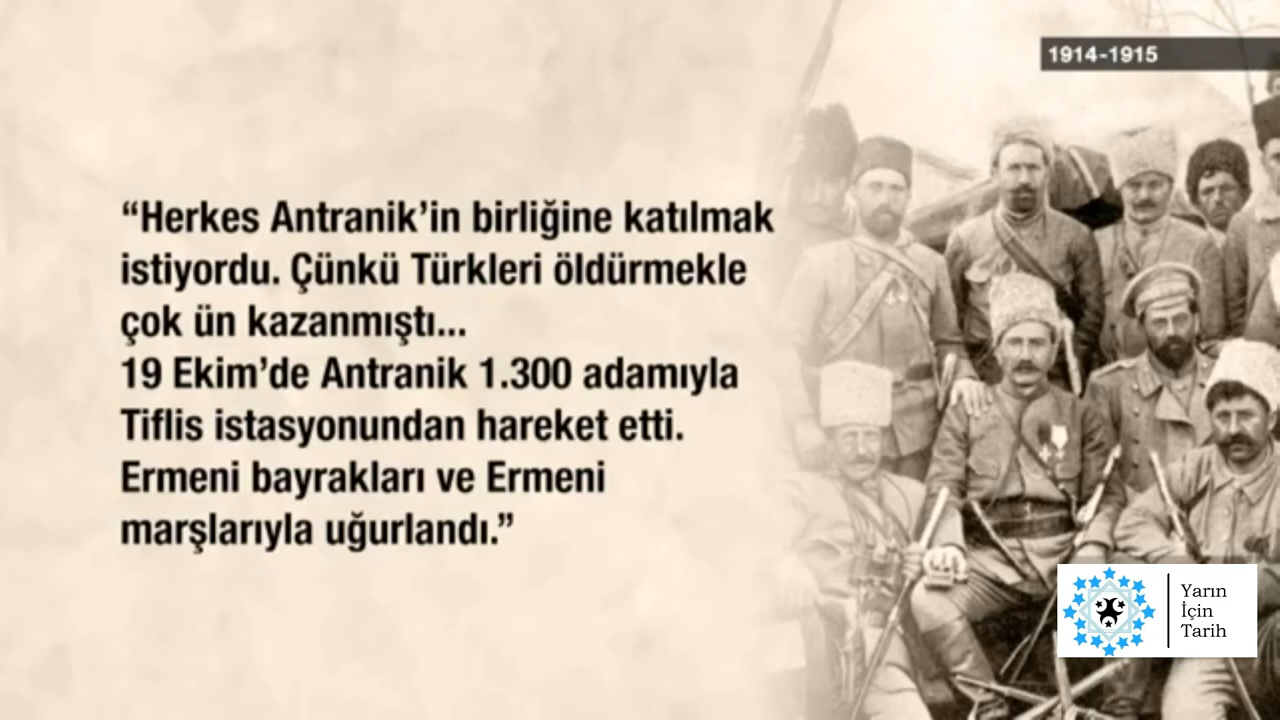 1914-1915
“Herkes Antranik’in birliğine katılmak
istiyordu. Çünkü Türkleri öldürmekle
çok ün kazanmıştı...
19 Ekim’de Antranik 1.300 adamıyla
Tiflis istasyonundan hareket etti.
Ermeni bayrakları ve Ermeni
marşlarıyla uğurlandı.”
Yarın
İçin
Tarih